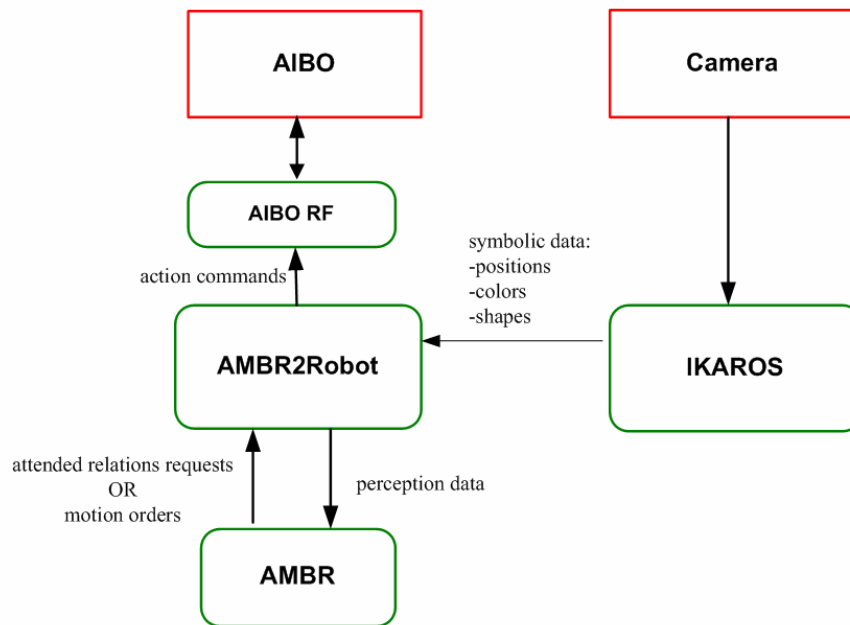 AIBO
Camera
AIBO RF
action commands
symbolic data:
-positions
-colors
-shapes
AMBR2Robot
IKAROS
attended relations requests
OR
motion orders
perception data
AMBR